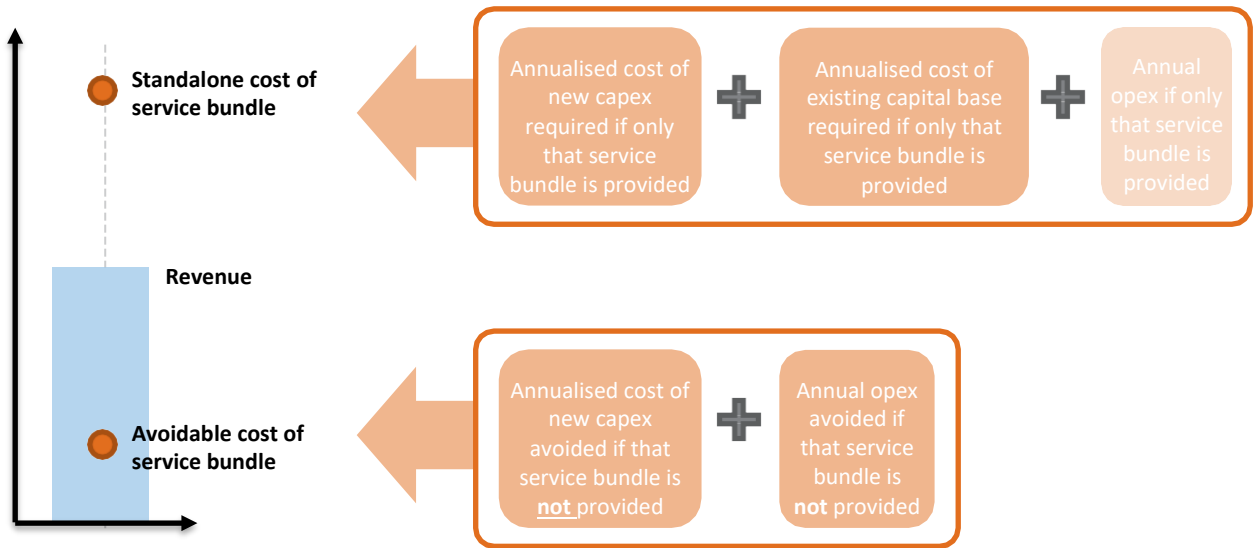 Standalone cost of
service bundle
Annualised cost of
new capex
required if only
that service
bundle is provided
Annualised cost of
existing capital base
required if only that
service bundle is
provided
Annual
opex if only
that service
bundle is
provided
Revenue
Avoidable cost of
service bundle
Annualised cost of
new capex
avoided if that
service bundle is
not provided
Annual opex
avoided if
that service
bundle is
not provided